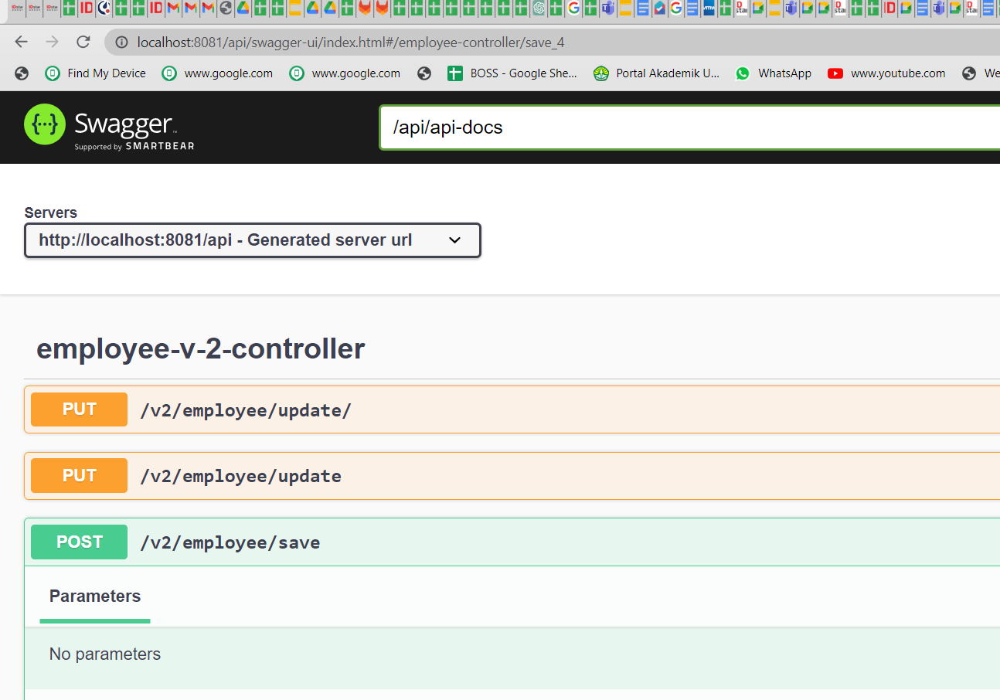 localhost:8081/api/swagger-ui/index.html#/employee-controller/save_4
Find My Device www.google.com www.google.com BOSS - Google She... Portal Akademik U... WhatsApp www.youtube.com We
{···} Swagger™
Supported by SMARTBEAR
/api/api-docs
Servers
http://localhost:8081/api - Generated server url
employee-v-2-controller
PUT /v2/employee/update/
PUT /v2/employee/update
POST /v2/employee/save
Parameters
No parameters